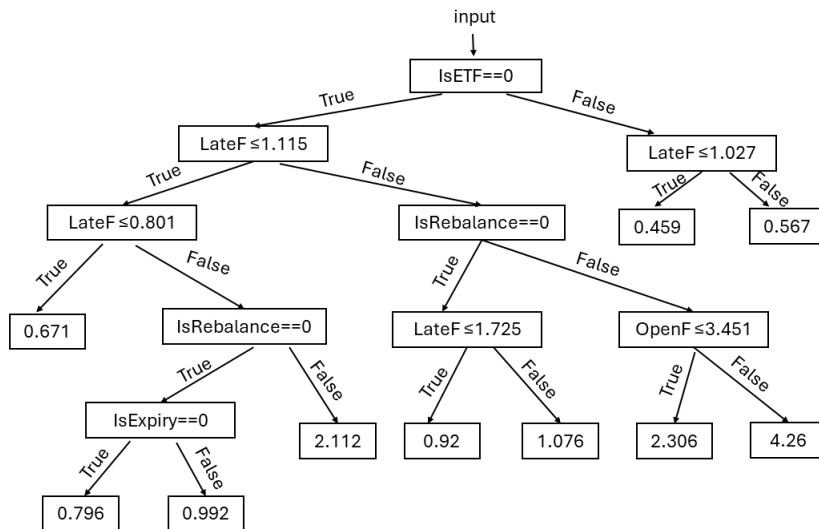 input
IsETF==0
True
False
LateF ≤1.115
LateF ≤1.027
True
False
True
False
LateF ≤0.801
IsRebalance==0
0.459
0.567
True
False
True
False
0.671
IsRebalance==0
LateF ≤1.725
OpenF ≤3.451
True
False
True
False
True
False
IsExpiry==0
2.112
0.92
1.076
2.306
4.26
True
False
0.796
0.992